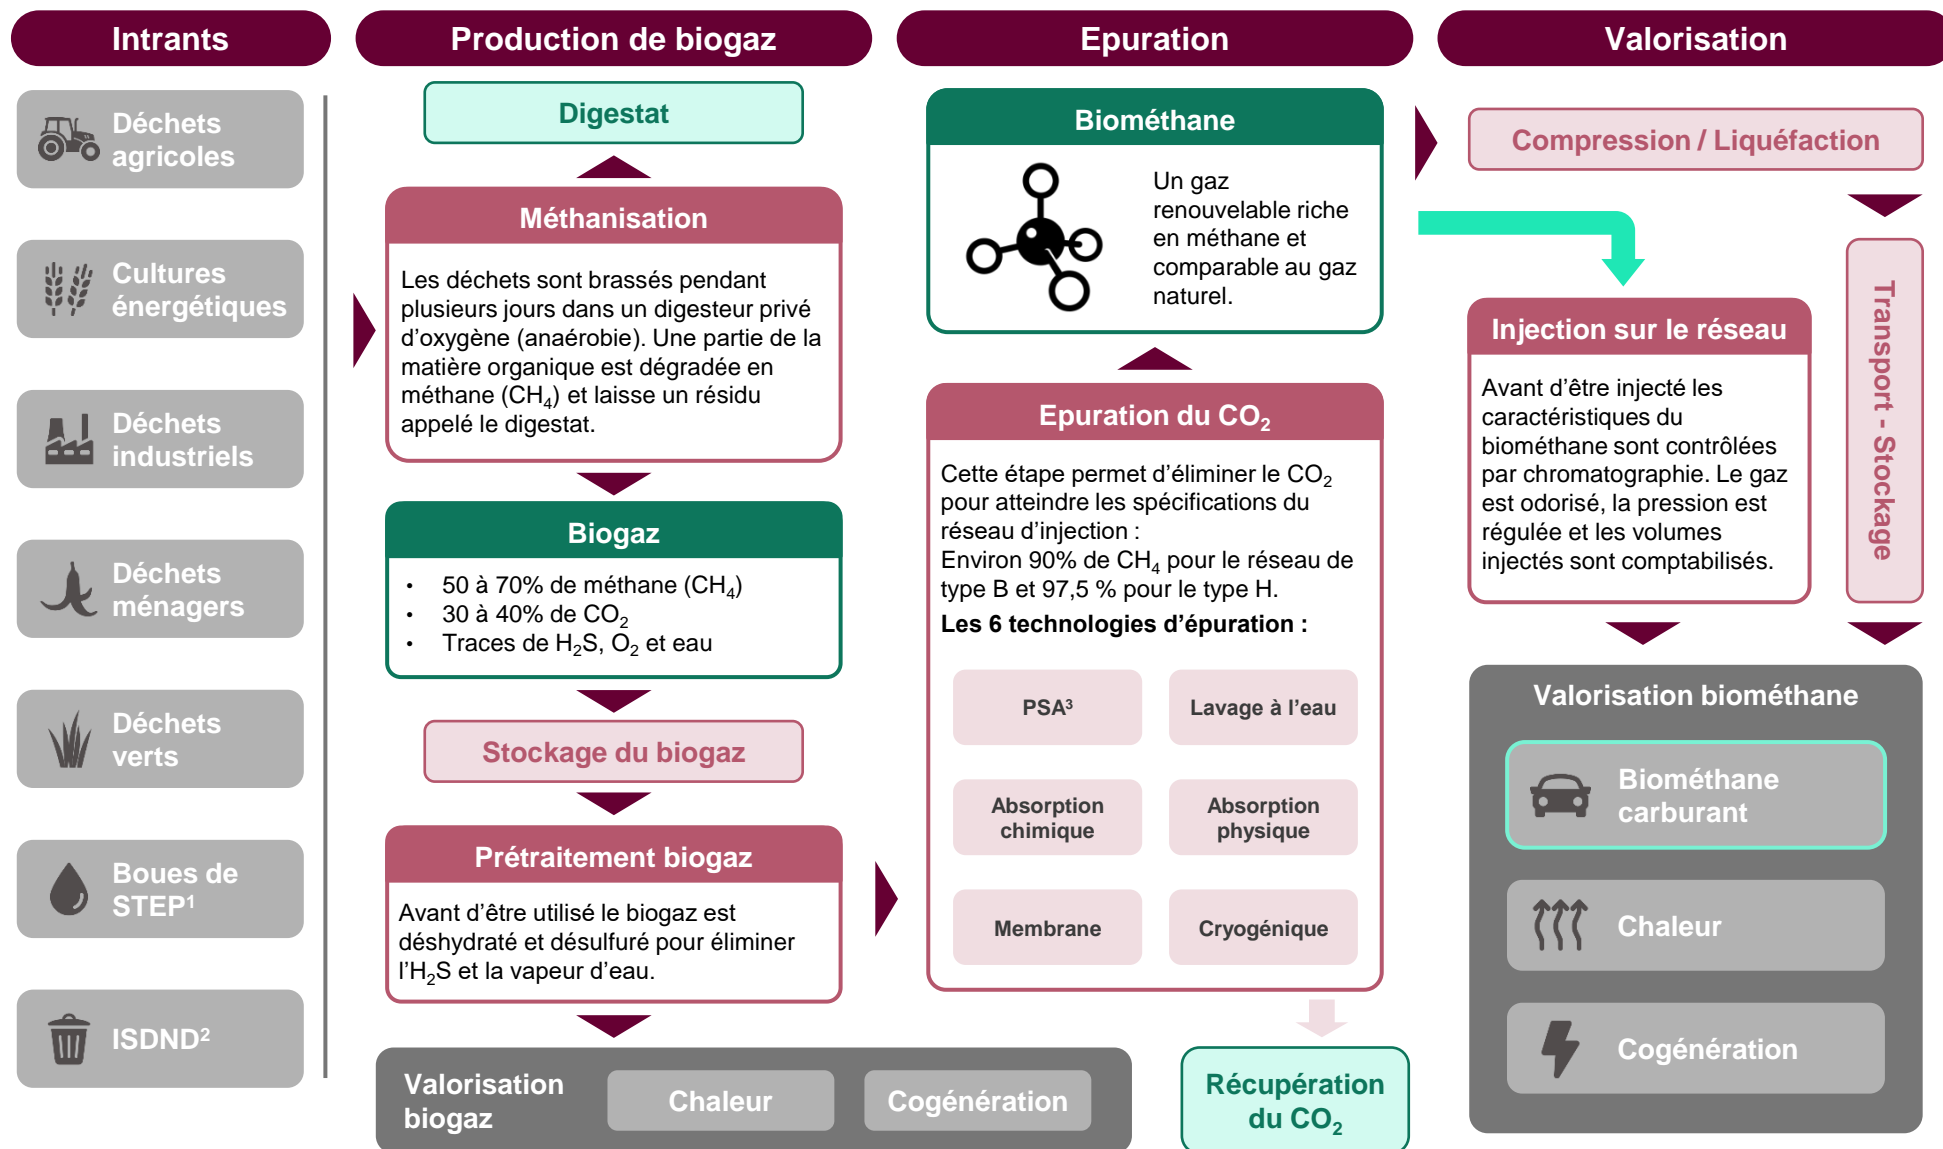 Intrants
Déchets
agricoles
Cultures
énergétiques
Déchets
industriels
Déchets
ménagers
Déchets
verts
Boues de
STEP¹
ISDND²
Production de biogaz
Digestat
Méthanisation
Les déchets sont brassés pendant
plusieurs jours dans un digesteur privé
d’oxygène (anaérobie). Une partie de la
matière organique est dégradée en
méthane (CH₄) et laisse un résidu
appelé le digestat.
Biogaz
• 50 à 70% de méthane (CH₄)
• 30 à 40% de CO₂
• Traces de H₂S, O₂ et eau
Stockage du biogaz
Prétraitement biogaz
Avant d’être utilisé le biogaz est
déshydraté et désulfuré pour éliminer
l’H₂S et la vapeur d’eau.
Valorisation
biogaz
Chaleur
Cogénération
Epuration
Biométhane
Un gaz
renouvelable riche
en méthane et
comparable au gaz
naturel.
Epuration du CO₂
Cette étape permet d’éliminer le CO₂
pour atteindre les spécifications du
réseau d’injection :
Environ 90% de CH₄ pour le réseau de
type B et 97,5 % pour le type H.
Les 6 technologies d’épuration :
PSA³
Lavage à l’eau
Absorption
chimique
Absorption
physique
Membrane
Cryogénique
Récupération
du CO₂
Valorisation
Compression / Liquéfaction
Injection sur le réseau
Avant d’être injecté les
caractéristiques du
biométhane sont contrôlées
par chromatographie. Le gaz
est odorisé, la pression est
régulée et les volumes
injectés sont comptabilisés.
Transport - Stockage
Valorisation biométhane
Biométhane
carburant
Chaleur
Cogénération